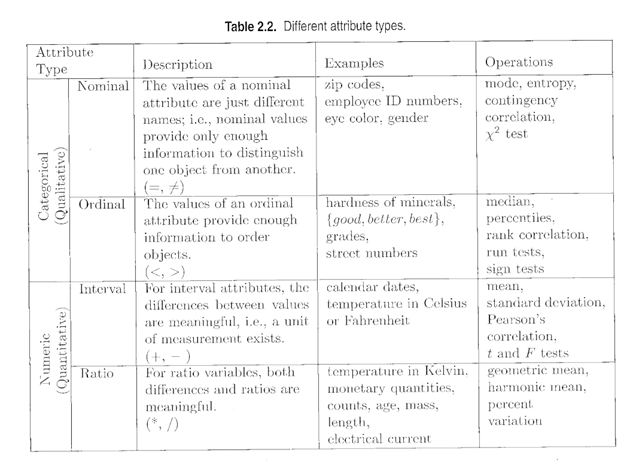 Table 2.2. Different attribute types.
Attribute
Type
Description
Examples
Operations
Categorical
(Qualitative)
Nominal
The values of a nominal
attribute are just different
names; i.e., nominal values
provide only enough
information to distinguish
one object from another.
(=, ≠)
zip codes,
employee ID numbers,
eye color, gender
mode, entropy,
contingency
correlation,
χ² test
Ordinal
The values of an ordinal
attribute provide enough
information to order
objects.
(<, >)
hardness of minerals,
{good, better, best},
grades,
street numbers
median,
percentiles,
rank correlation,
run tests,
sign tests
Numeric
(Quantitative)
Interval
For interval attributes, the
differences between values
are meaningful, i.e., a unit
of measurement exists.
(+, − )
calendar dates,
temperature in Celsius
or Fahrenheit
mean,
standard deviation,
Pearson's
correlation,
t and F tests
Ratio
For ratio variables, both
differences and ratios are
meaningful.
(*, /)
temperature in Kelvin,
monetary quantities,
counts, age, mass,
length,
electrical current
geometric mean,
harmonic mean,
percent
variation